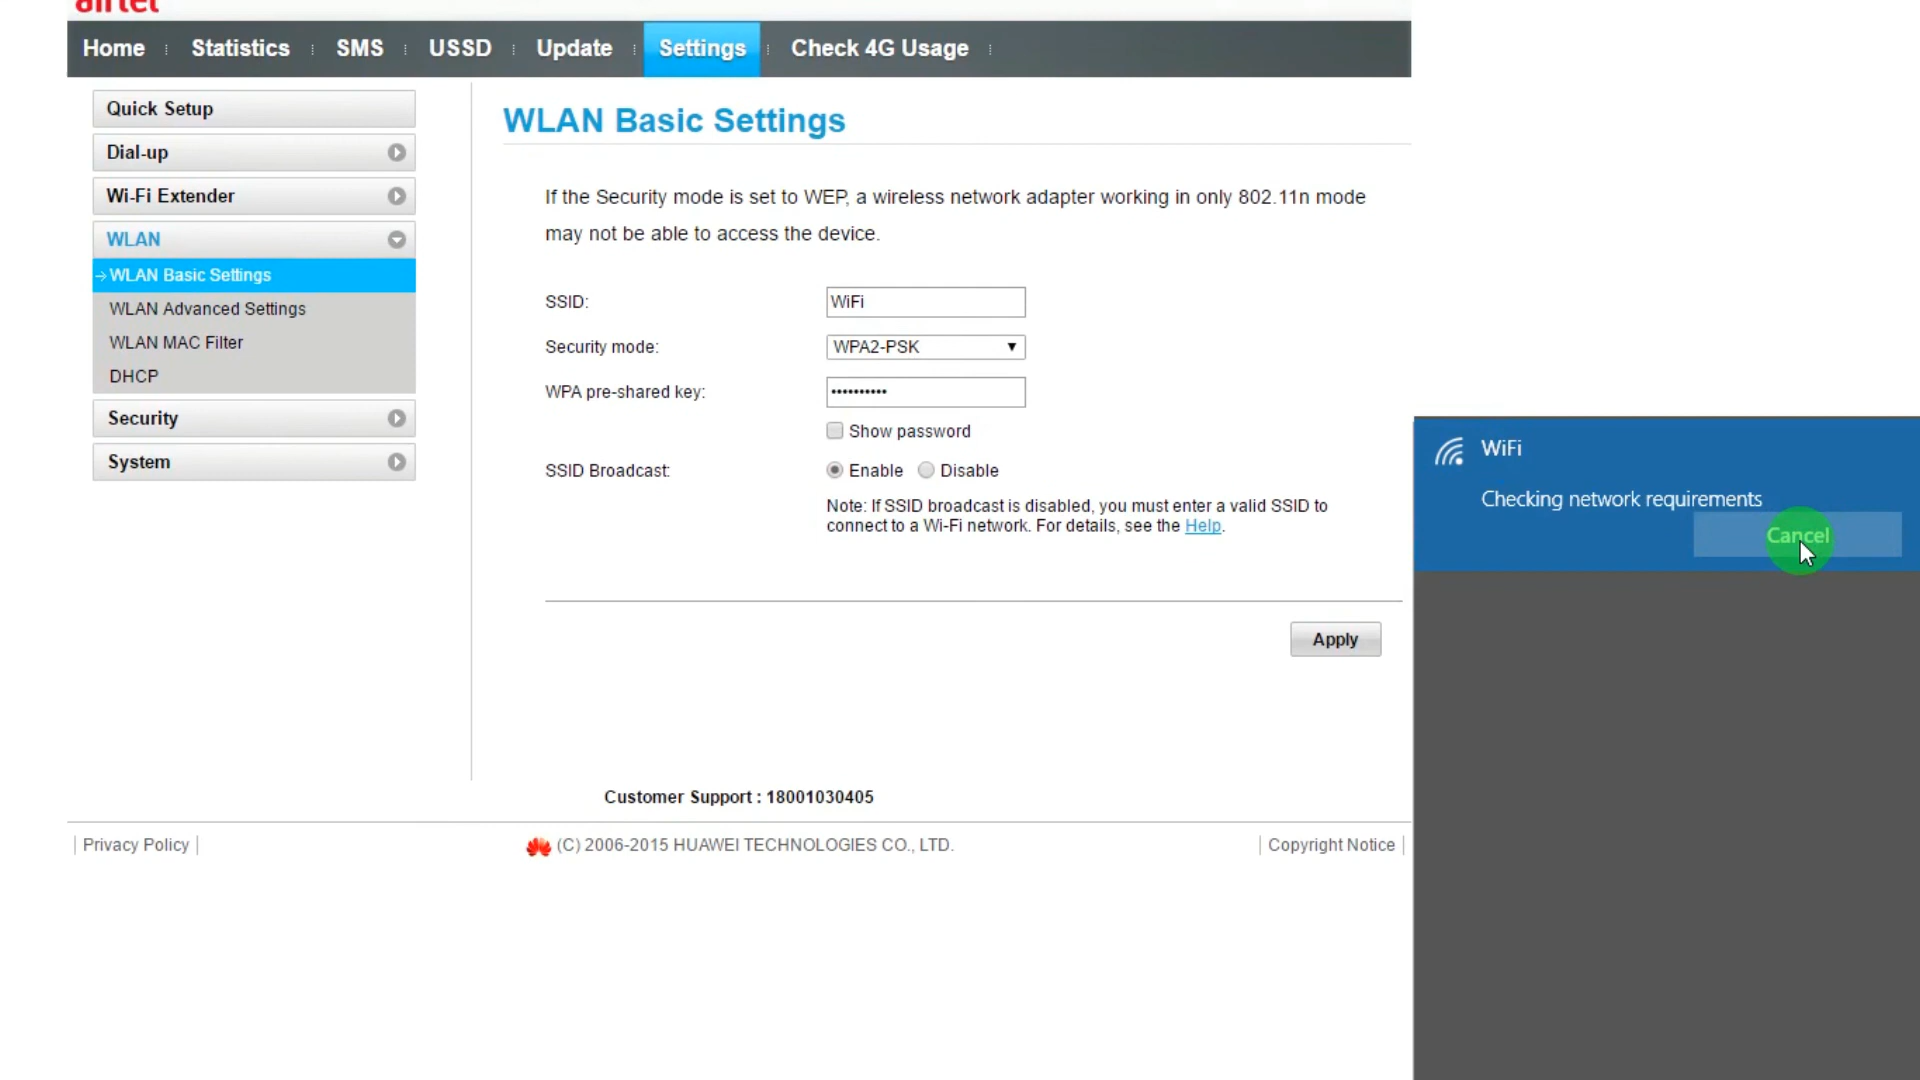 airtel
Home
Statistics
SMS
USSD
Update
Settings
Check 4G Usage
Quick Setup
Dial-up
Wi-Fi Extender
WLAN
WLAN Basic Settings
WLAN Advanced Settings
WLAN MAC Filter
DHCP
Security
System
WLAN Basic Settings
If the Security mode is set to WEP, a wireless network adapter working in only 802.11n mode
may not be able to access the device.
SSID: WiFi
Security mode: WPA2-PSK
WPA pre-shared key: ••••••••••
Show password
SSID Broadcast: Enable Disable
Note: If SSID broadcast is disabled, you must enter a valid SSID to
connect to a Wi-Fi network. For details, see the Help.
Apply
Customer Support : 18001030405
Privacy Policy
(C) 2006-2015 HUAWEI TECHNOLOGIES CO., LTD.
Copyright Notice
WiFi
Checking network requirements
Cancel